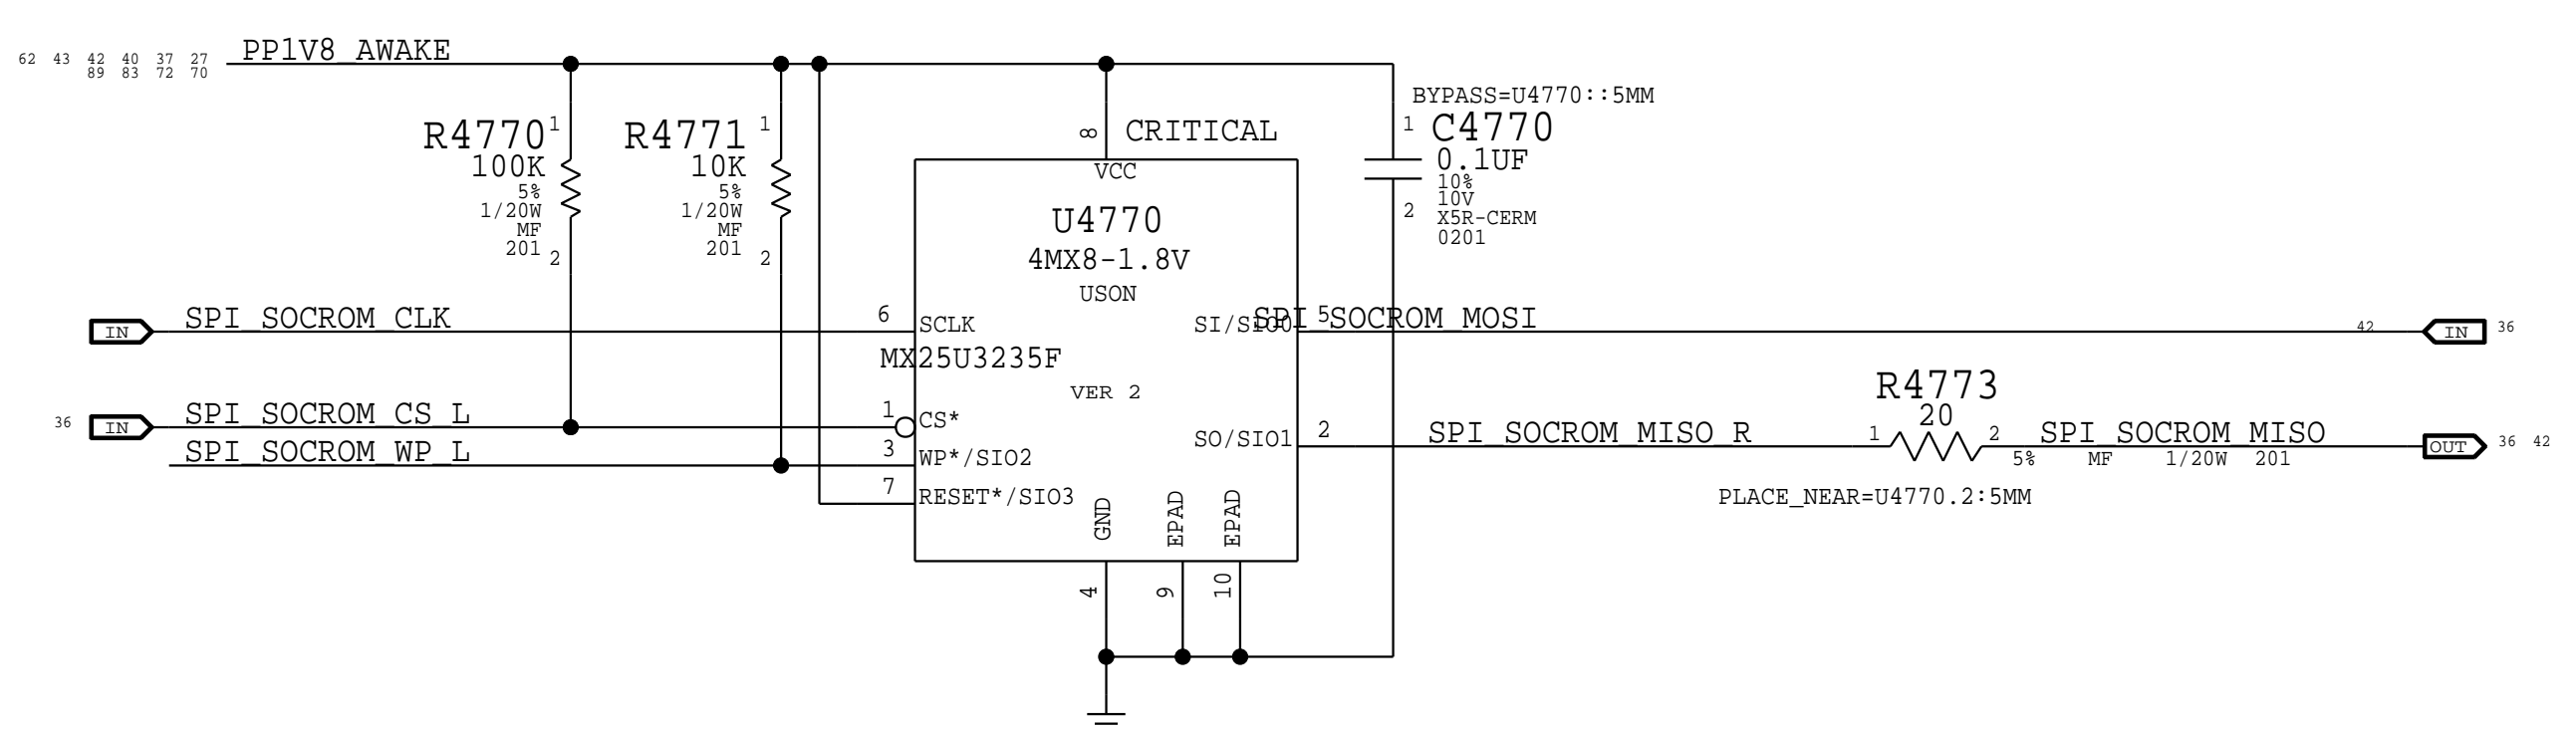 PP1V8_AWAKE
62 43 42 40 37 27
89 83 72 70
BYPASS=U4770::5MM
R4770
1
100K
5%
1/20W
MF
201
2
R4771
1
10K
5%
1/20W
MF
201
2
8
CRITICAL
VCC
1
C4770
0.1UF
10%
10V
2
X5R-CERM
0201
U4770
4MX8-1.8V
USON
IN
SPI_SOCROM_CLK
6
SCLK
SI/SIO0
5
SPI_SOCROM_MOSI
42
IN
36
MX25U3235F
VER 2
36
IN
SPI_SOCROM_CS_L
1
CS*
SPI_SOCROM_WP_L
3
WP*/SIO2
7
RESET*/SIO3
SO/SIO1
2
SPI_SOCROM_MISO_R
R4773
20
1
2
5% MF 1/20W 201
SPI_SOCROM_MISO
OUT
36 42
PLACE_NEAR=U4770.2:5MM
GND
EPAD
EPAD
4
9
10